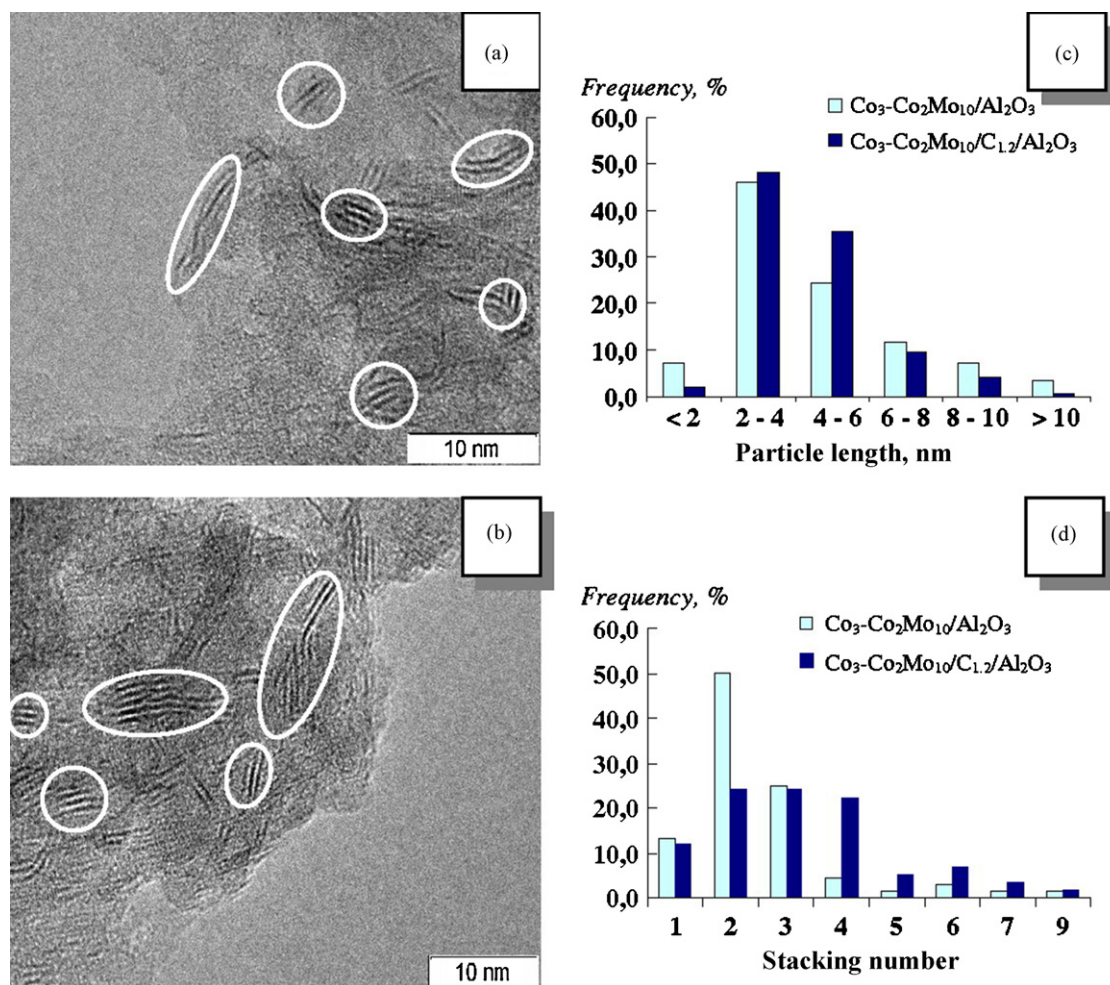 (a)
10 nm
(b)
10 nm
(c)
Frequency, %
Co₃-Co₂Mo₁₀/Al₂O₃
Co₃-Co₂Mo₁₀/C₁.₂/Al₂O₃
60,0
50,0
40,0
30,0
20,0
10,0
0,0
< 2 2 - 4 4 - 6 6 - 8 8 - 10 > 10
Particle length, nm
(d)
Frequency, %
Co₃-Co₂Mo₁₀/Al₂O₃
Co₃-Co₂Mo₁₀/C₁.₂/Al₂O₃
60,0
50,0
40,0
30,0
20,0
10,0
0,0
1 2 3 4 5 6 7 9
Stacking number